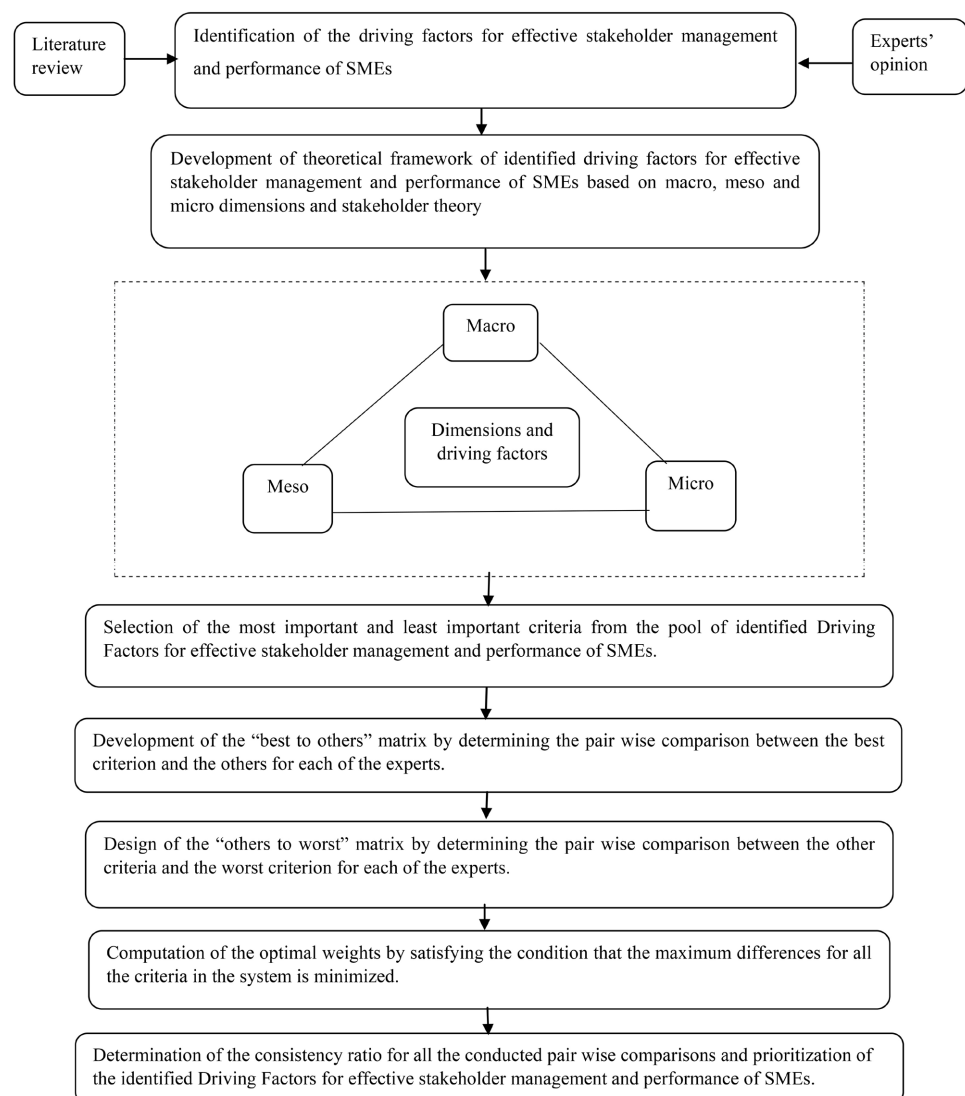 Literature
review
Identification of the driving factors for effective stakeholder management
and performance of SMEs
Experts’
opinion
Development of theoretical framework of identified driving factors for effective
stakeholder management and performance of SMEs based on macro, meso and
micro dimensions and stakeholder theory
Macro
Dimensions and
driving factors
Meso
Micro
Selection of the most important and least important criteria from the pool of identified Driving
Factors for effective stakeholder management and performance of SMEs.
Development of the “best to others” matrix by determining the pair wise comparison between the best
criterion and the others for each of the experts.
Design of the “others to worst” matrix by determining the pair wise comparison between the other
criteria and the worst criterion for each of the experts.
Computation of the optimal weights by satisfying the condition that the maximum differences for all
the criteria in the system is minimized.
Determination of the consistency ratio for all the conducted pair wise comparisons and prioritization of
the identified Driving Factors for effective stakeholder management and performance of SMEs.